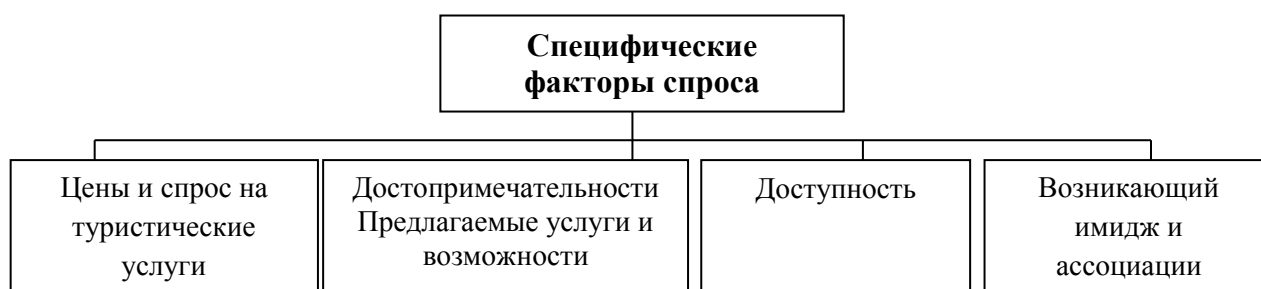 Специфические
факторы спроса
Цены и спрос на
туристические
услуги
Достопримечательности
Предлагаемые услуги и
возможности
Доступность
Возникающий
имидж и
ассоциации